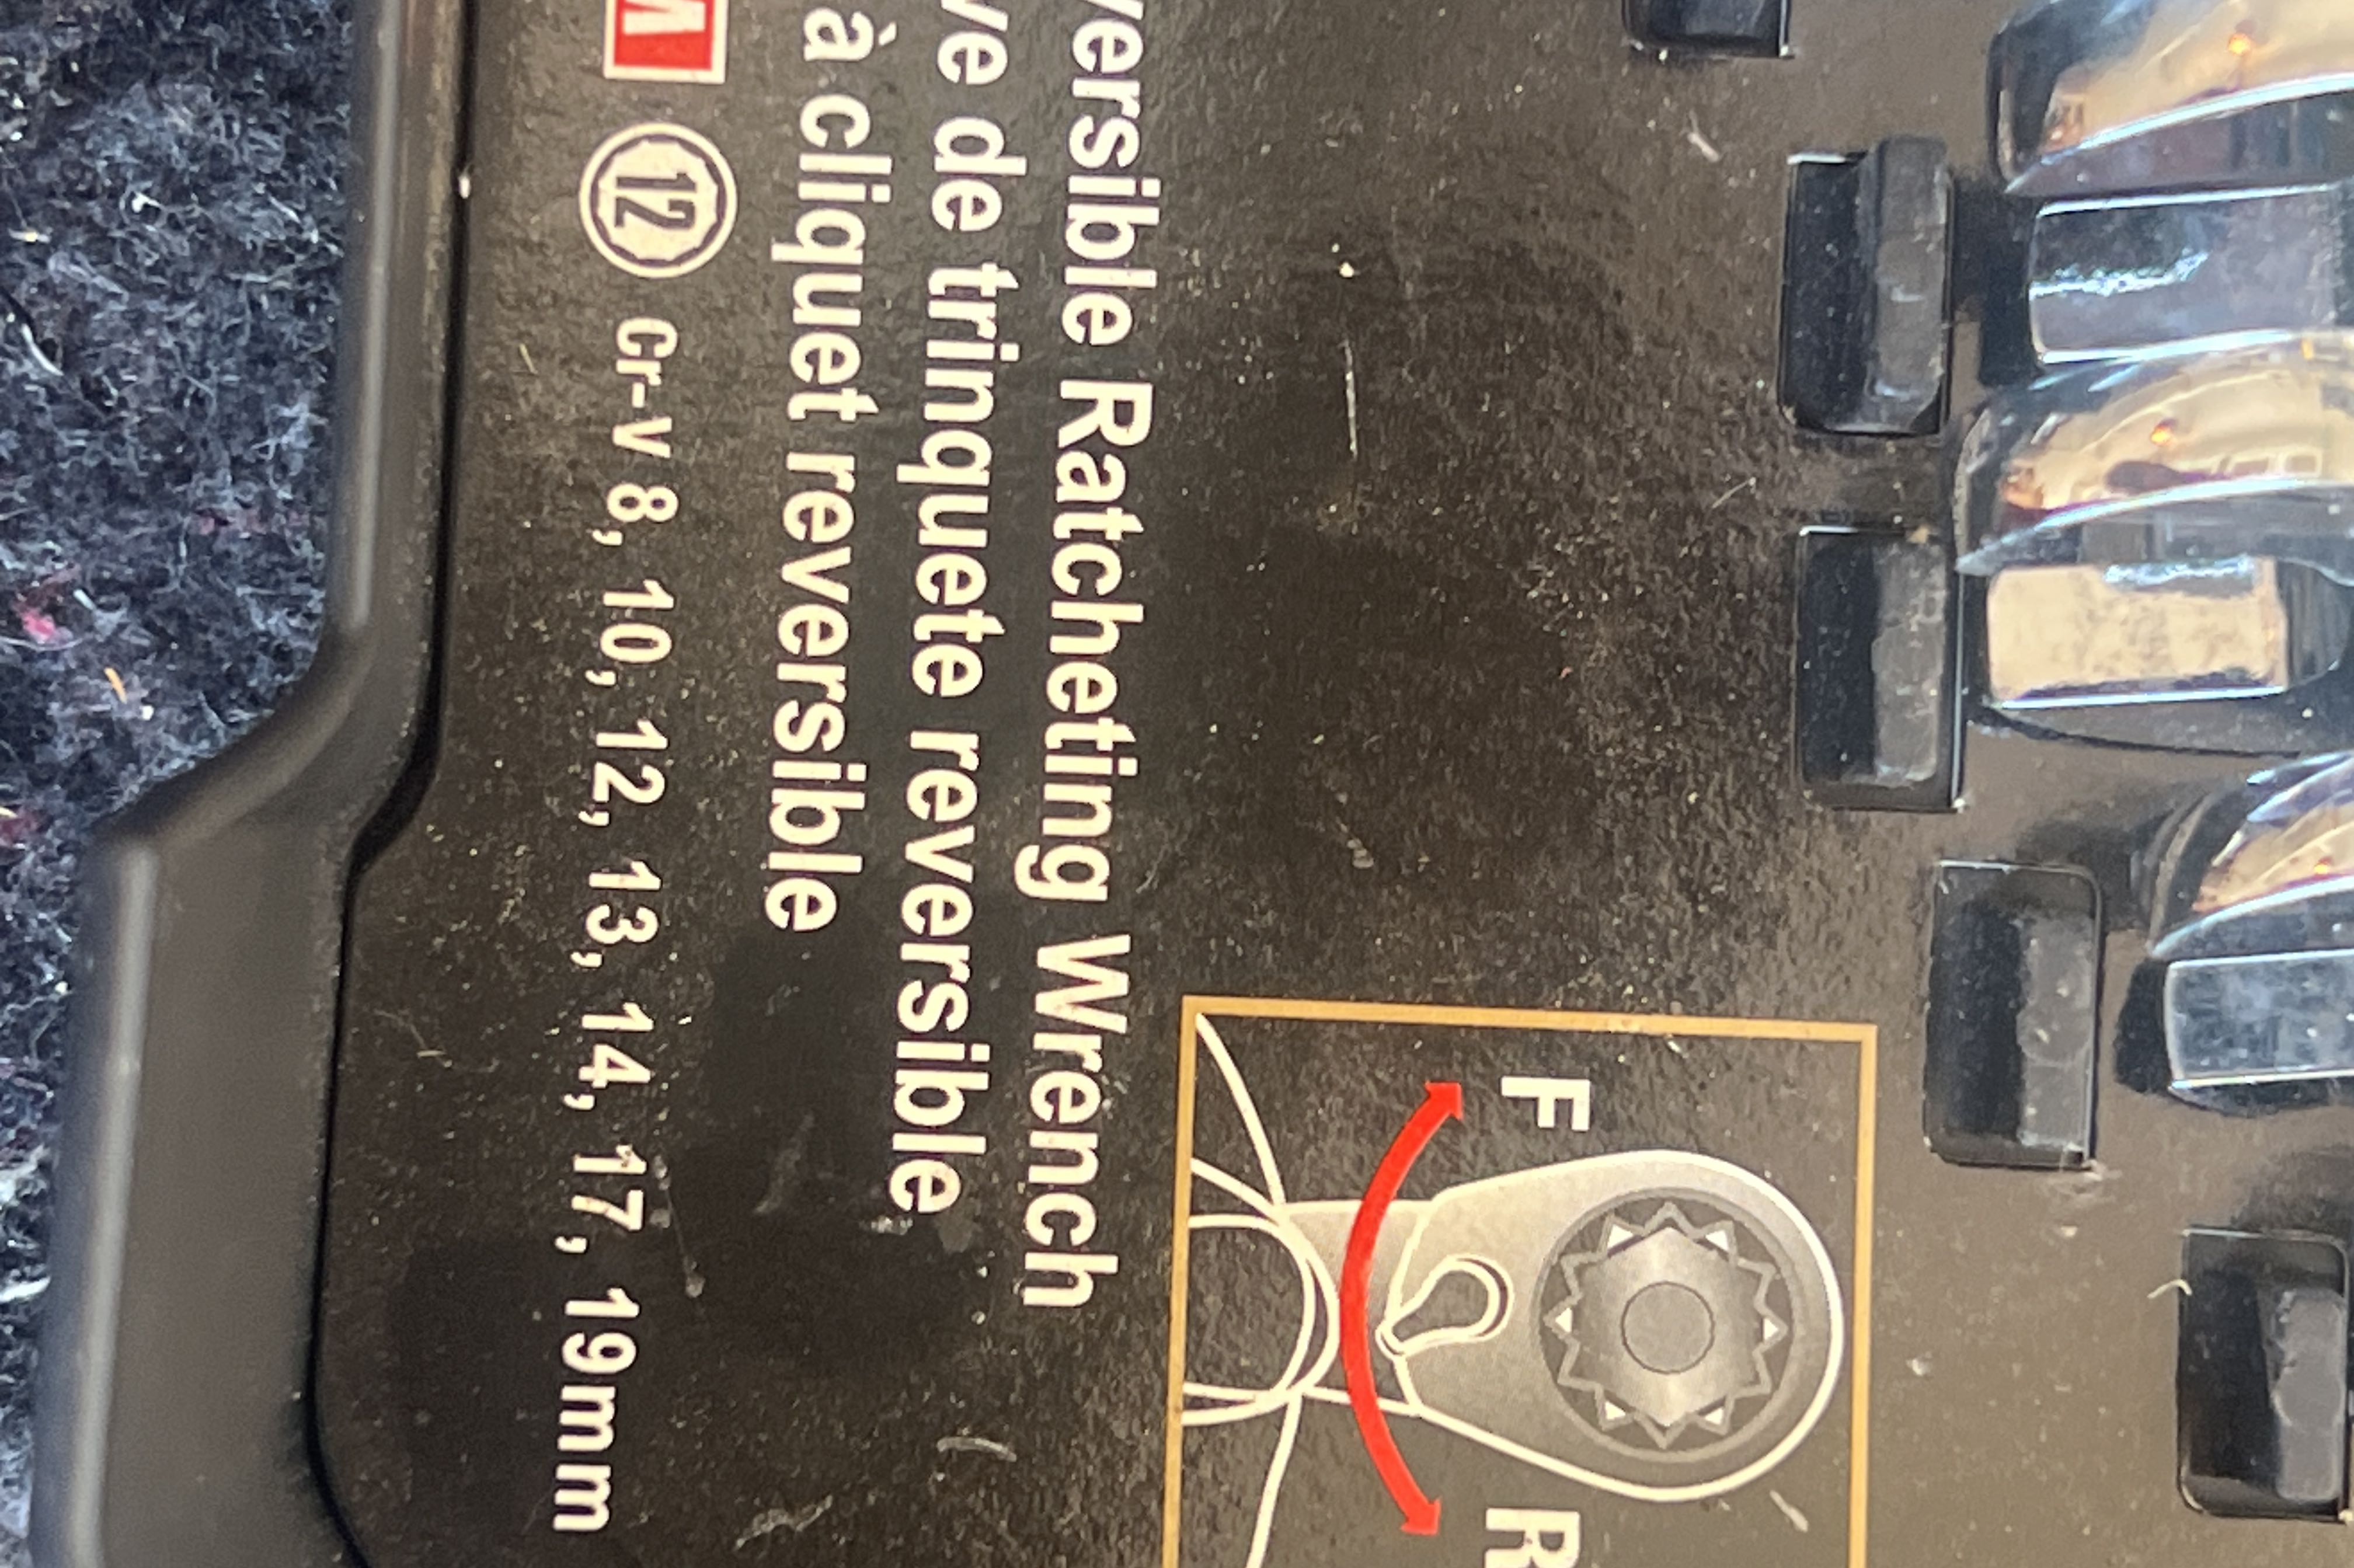 versible Ratcheting Wrench
ve de trinquete reversible
à cliquet reversible
12 Cr-V 8, 10, 12, 13, 14, 17, 19mm
F
R